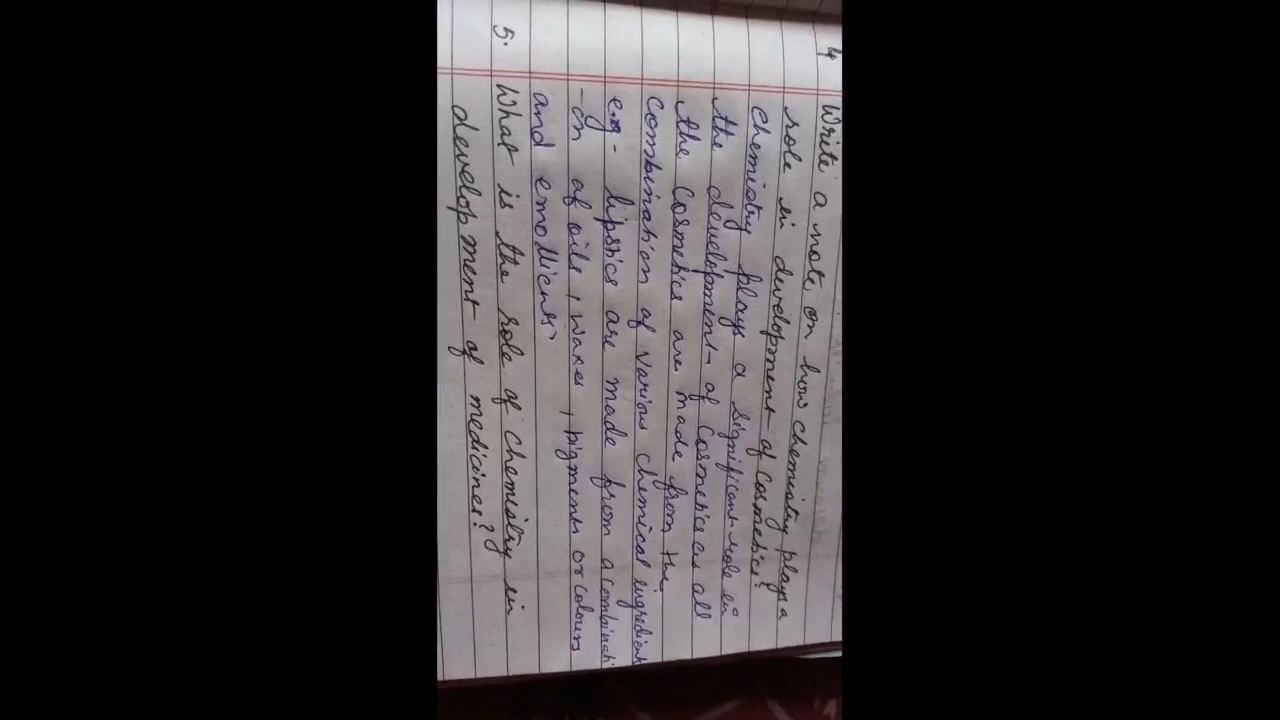 4 Write a note on how chemistry plays a
role in development of cosmetics?
Chemistry plays a significant role in
the development of cosmetics as all
the cosmetics are made from the
combination of various chemical ingredients
e.g - lipstics are made from a combinati
-on of oils, waxes, pigments or colours
and emollients.
5. What is the role of chemistry in
development of medicines?